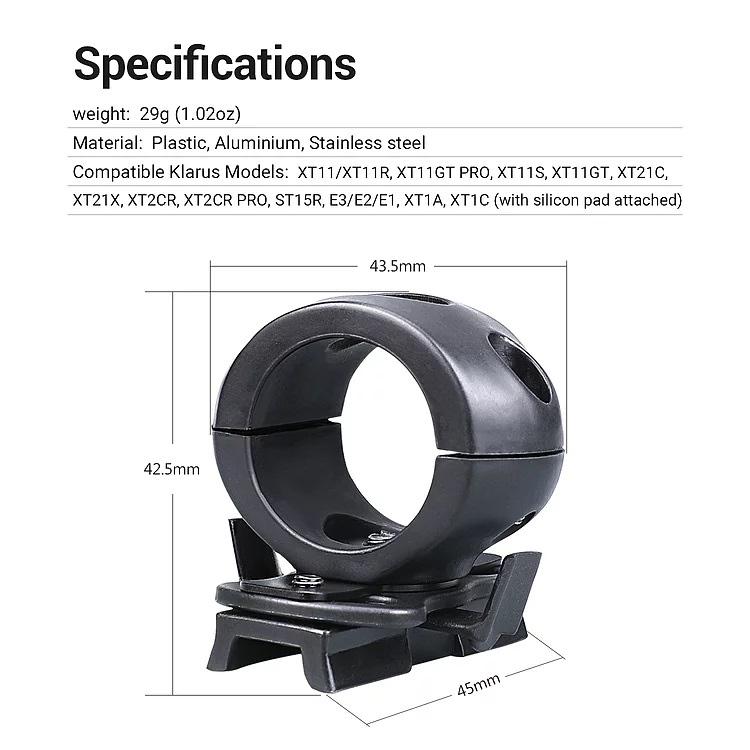 Specifications
weight: 29g (1.02oz)
Material: Plastic, Aluminium, Stainless steel
Compatible Klarus Models: XT11/XT11R, XT11GT PRO, XT11S, XT11GT, XT21C,
XT21X, XT2CR, XT2CR PRO, ST15R, E3/E2/E1, XT1A, XT1C (with silicon pad attached)
43.5mm
42.5mm
45mm